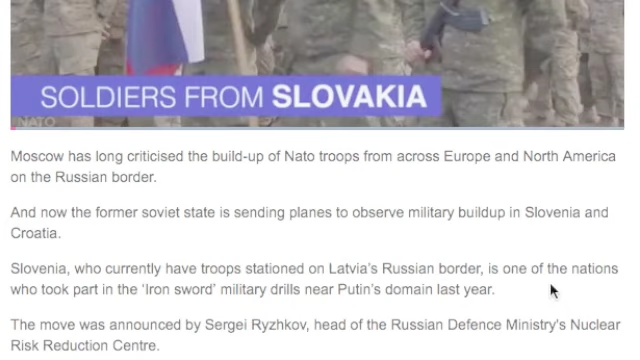 SOLDIERS FROM SLOVAKIA
NATO
Moscow has long criticised the build-up of Nato troops from across Europe and North America
on the Russian border.
And now the former soviet state is sending planes to observe military buildup in Slovenia and
Croatia.
Slovenia, who currently have troops stationed on Latvia's Russian border, is one of the nations
who took part in the 'Iron sword' military drills near Putin's domain last year.
The move was announced by Sergei Ryzhkov, head of the Russian Defence Ministry's Nuclear
Risk Reduction Centre.